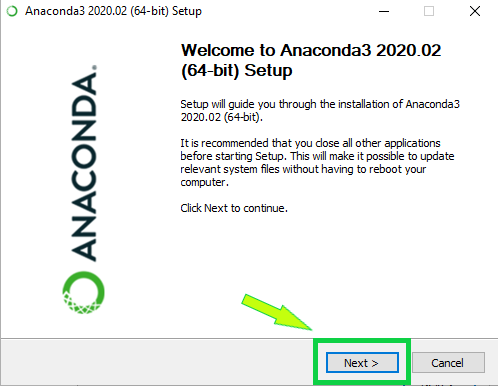 Anaconda3 2020.02 (64-bit) Setup
Welcome to Anaconda3 2020.02
(64-bit) Setup
Setup will guide you through the installation of Anaconda3
2020.02 (64-bit).
It is recommended that you close all other applications
before starting Setup. This will make it possible to update
relevant system files without having to reboot your
computer.
Click Next to continue.
ANACONDA.
Next >
Cancel